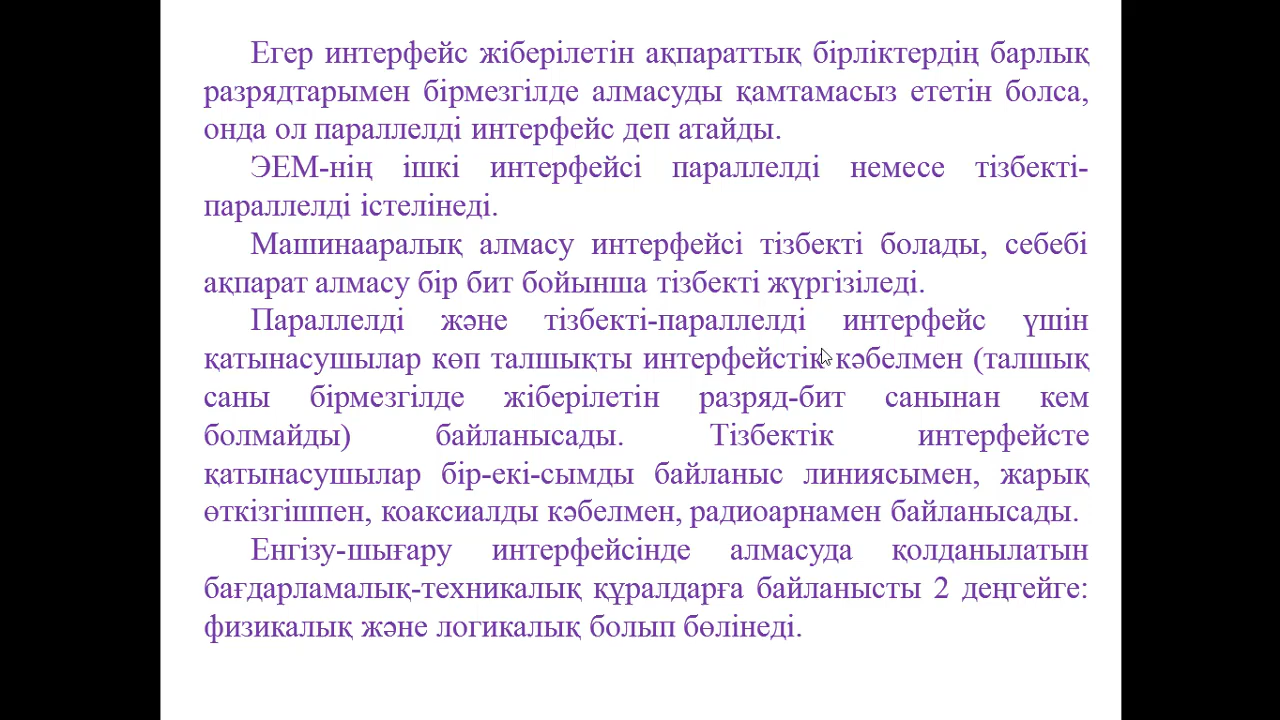 Егер интерфейс жіберілетін ақпараттық бірліктердің барлық
разрядтарымен бірмезгілде алмасуды қамтамасыз ететін болса,
онда ол параллелді интерфейс деп атайды.
ЭЕМ-нің ішкі интерфейсі параллелді немесе тізбекті-
параллелді істелінеді.
Машинааралық алмасу интерфейсі тізбекті болады, себебі
ақпарат алмасу бір бит бойынша тізбекті жүргізіледі.
Параллелді және тізбекті-параллелді интерфейс үшін
қатынасушылар көп талшықты интерфейстік кәбелмен (талшық
саны бірмезгілде жіберілетін разряд-бит санынан кем
болмайды) байланысады. Тізбектік интерфейсте
қатынасушылар бір-екі-сымды байланыс линиясымен, жарық
өткізгішпен, коаксиалды кәбелмен, радиоарнамен байланысады.
Енгізу-шығару интерфейсінде алмасуда қолданылатын
бағдарламалық-техникалық құралдарға байланысты 2 деңгейге:
физикалық және логикалық болып бөлінеді.